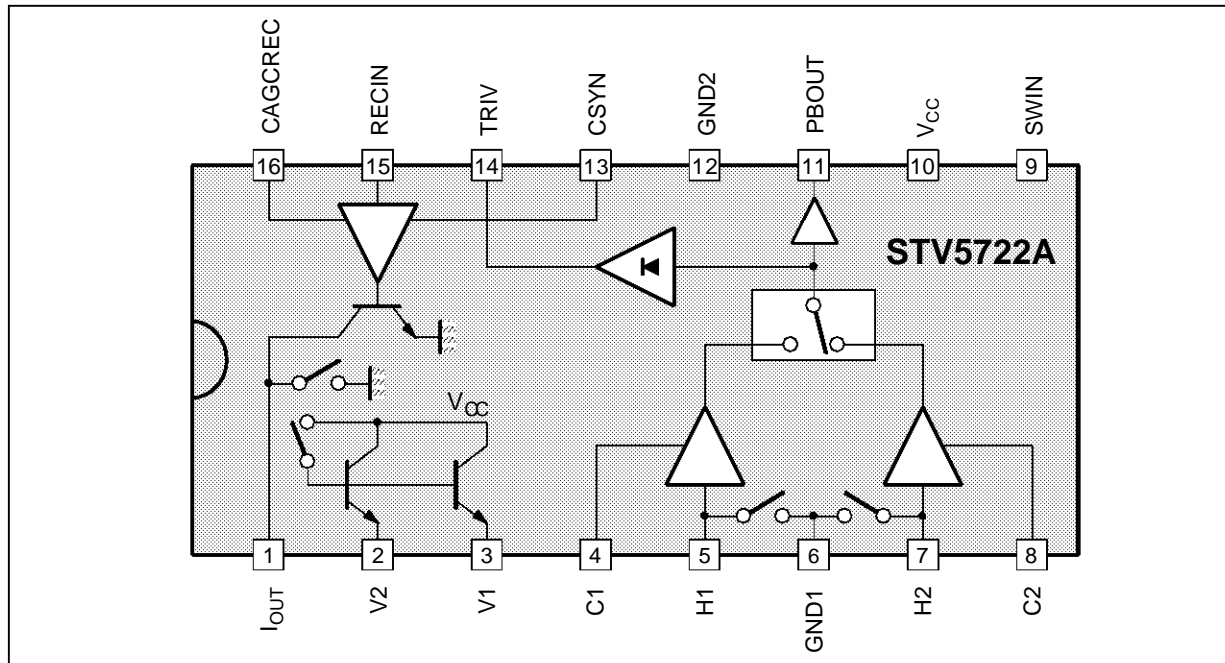 CAGCREC
RECIN
TRIV
CSYN
GND2
PBOUT
VCC
SWIN
16
15
14
13
12
11
10
9
STV5722A
VCC
1
2
3
4
5
6
7
8
IOUT
V2
V1
C1
H1
GND1
H2
C2